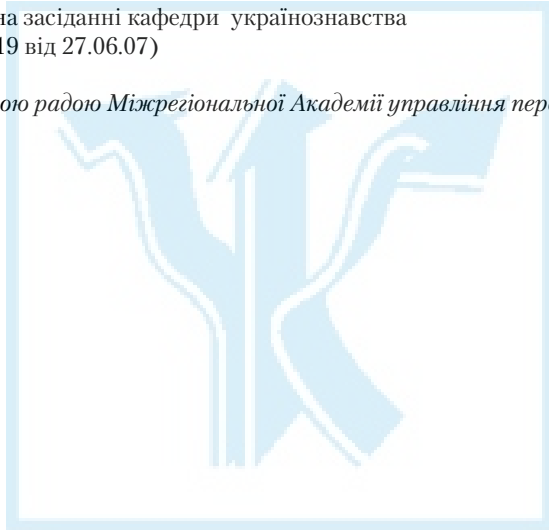 на засіданні кафедри українознавства
19 від 27.06.07)
ою радою Міжрегіональної Академії управління пер